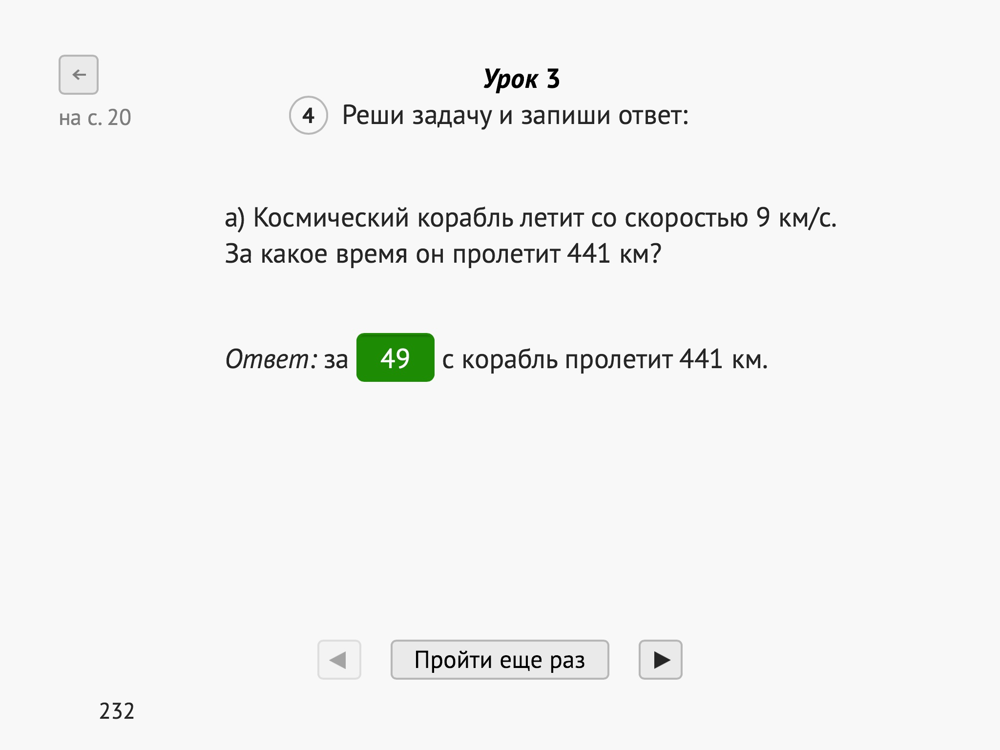 Урок 3
на с. 20
4 Реши задачу и запиши ответ:
а) Космический корабль летит со скоростью 9 км/с.
За какое время он пролетит 441 км?
Ответ: за 49 с корабль пролетит 441 км.
Пройти еще раз
232